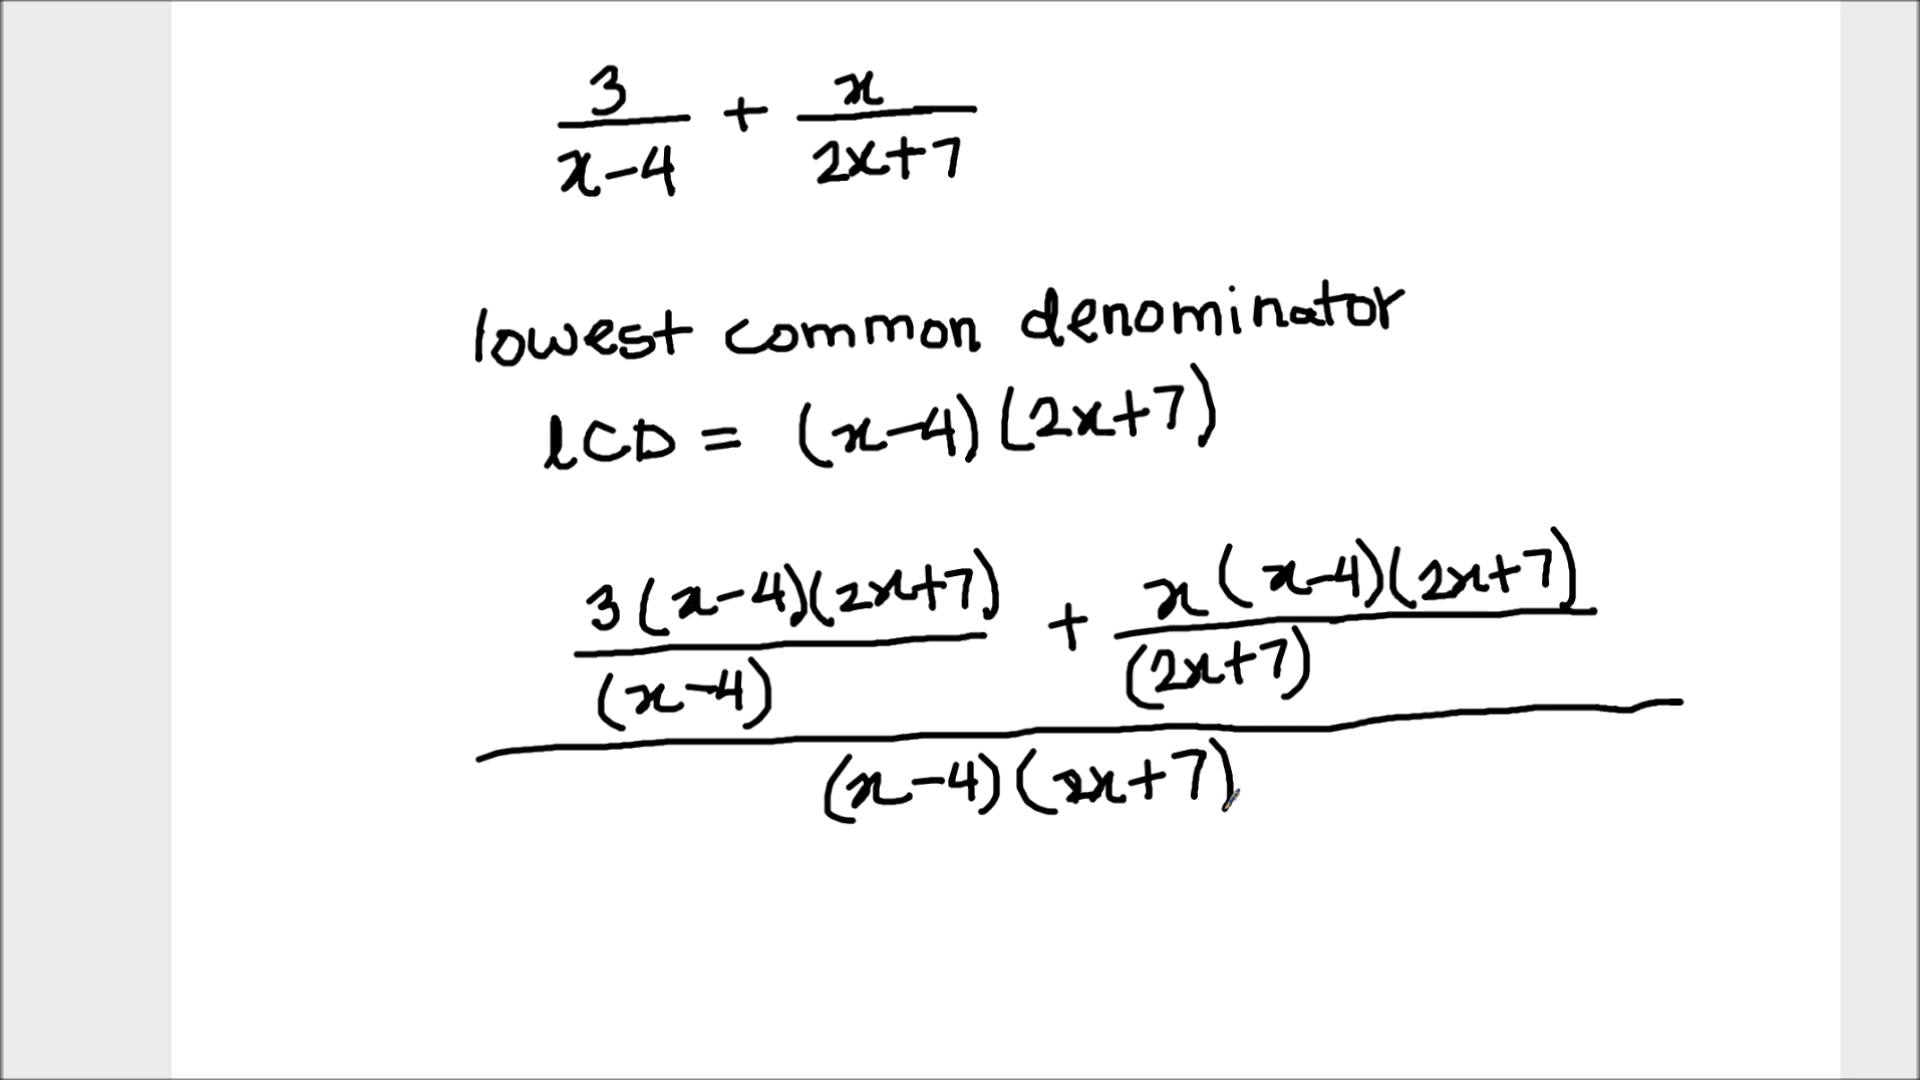 3/(x-4) + x/(2x+7)
lowest common denominator
LCD = (x-4)(2x+7)
(3(x-4)(2x+7)/(x-4) + x(x-4)(2x+7)/(2x+7)) / ((x-4)(2x+7))